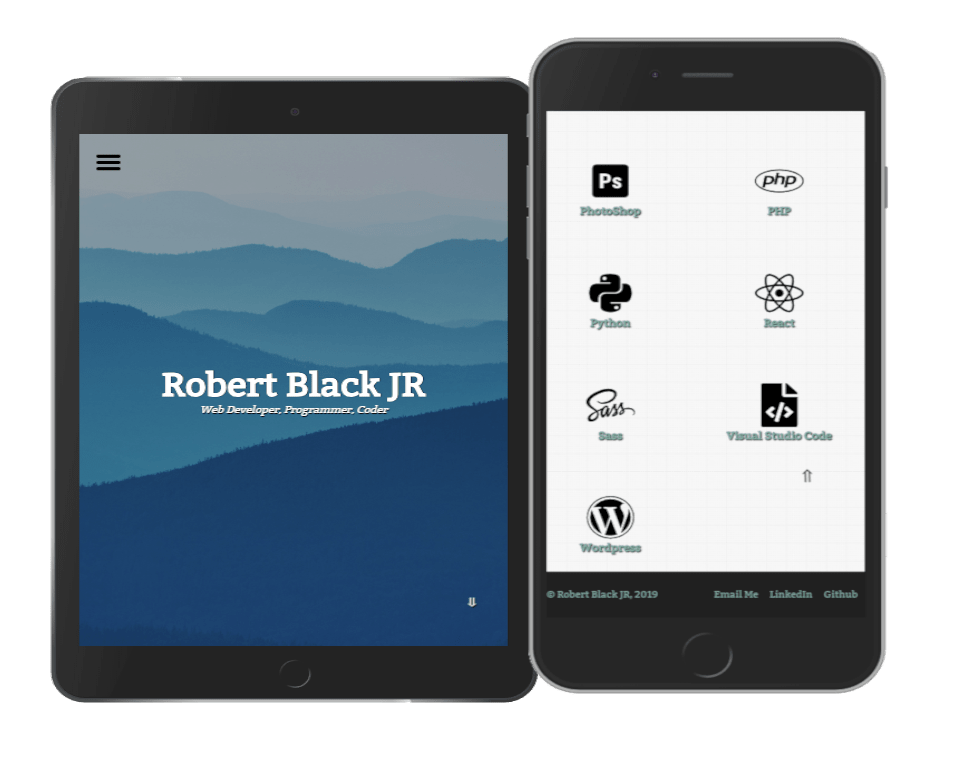 Robert Black JR
Web Developer, Programmer, Coder
Ps
php
PhotoShop
PHP
Python
React
Sass
Sass
Visual Studio Code
W
Wordpress
© Robert Black JR, 2019
Email Me
LinkedIn
Github